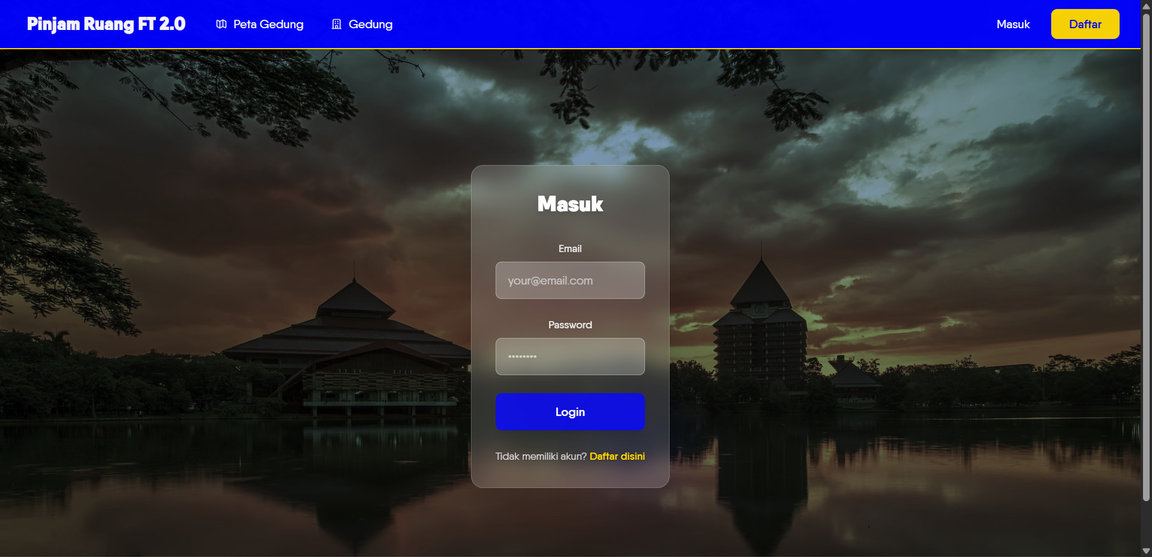 Pinjam Ruang FT 2.0
Peta Gedung
Gedung
Masuk
Daftar
Masuk
Email
your@email.com
Password
••••••••
Login
Tidak memiliki akun? Daftar disini